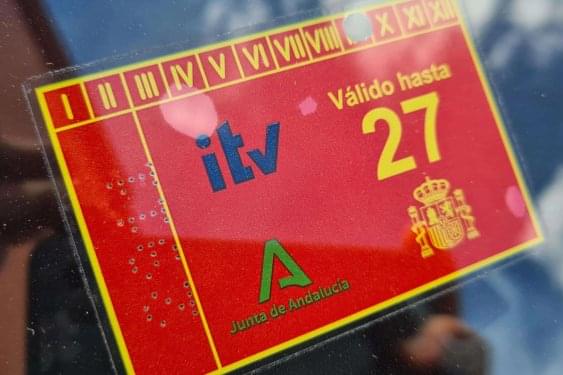 I II III IV V VI VII VIII X XI XII
Válido hasta
27
itv
Junta de Andalucía